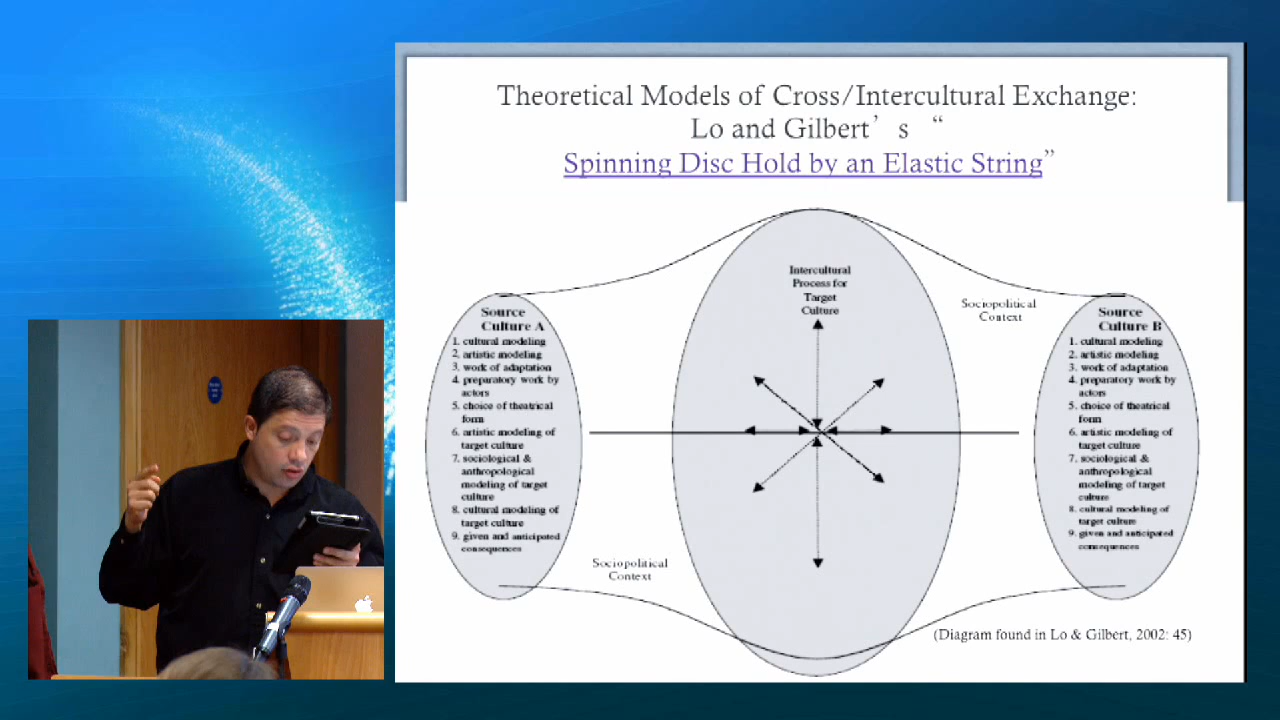 Theoretical Models of Cross/Intercultural Exchange:
Lo and Gilbert’ s “
Spinning Disc Hold by an Elastic String”
Intercultural
Process for
Target
Culture
Sociopolitical
Context
Source
Culture A
1. cultural modeling
2. artistic modeling
3. work of adaptation
4. preparatory work by
actors
5. choice of theatrical
form
6. artistic modeling of
target culture
7. sociological &
anthropological
modeling of target
culture
8. cultural modeling of
target culture
9. given and anticipated
consequences
Source
Culture B
1. cultural modeling
2. artistic modeling
3. work of adaptation
4. preparatory work by
actors
5. choice of theatrical
form
6. artistic modeling of
target culture
7. sociological &
anthropological
modeling of target
culture
8. cultural modeling of
target culture
9. given and anticipated
consequences
Sociopolitical
Context
(Diagram found in Lo & Gilbert, 2002: 45)